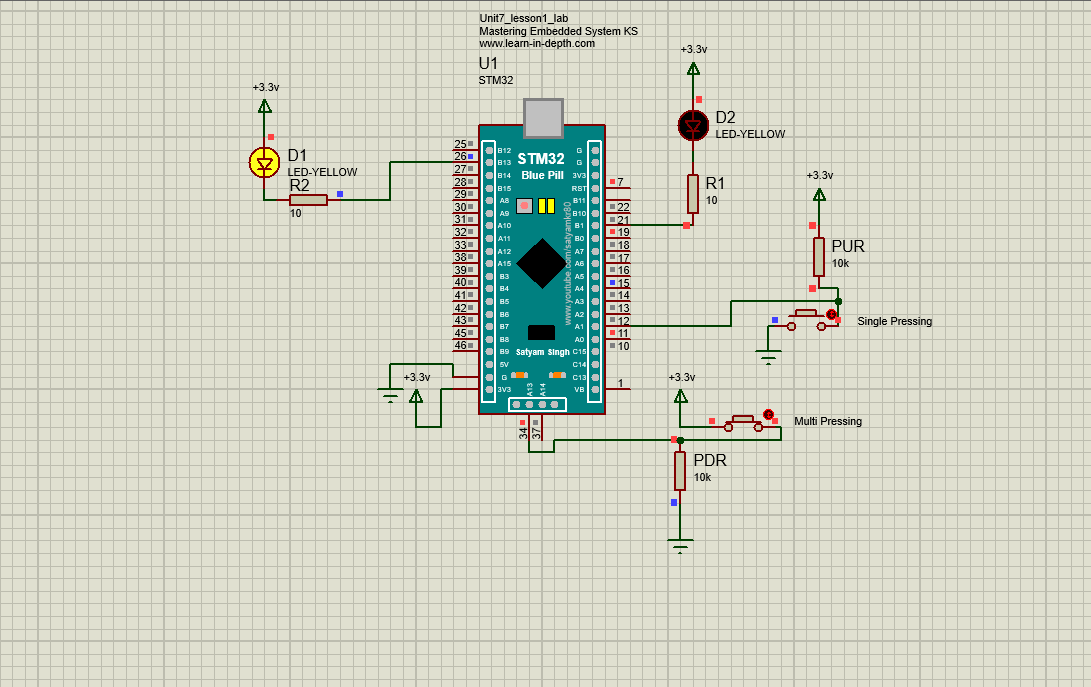 Unit7_lesson1_lab
Mastering Embedded System KS
www.learn-in-depth.com
U1
STM32
+3.3v
D2
LED-YELLOW
R1
10
+3.3v
D1
LED-YELLOW
R2
10
STM32
Blue Pill
www.youtube.com/satyamkr80
Satyam Singh
25 B12
26 B13
27 B14
28 B15
29 A8
30 A9
31 A10
32 A11
33 A12
38 A15
39 B3
40 B4
41 B5
42 B6
43 B7
45 B8
46 B9
5V
G
3V3
G
G
3V3
RST 7
B11
B10 22
B1 21
B0 19
A7 18
A6 17
A5 16
A4 15
A3 14
A2 13
A1 12
A0 11
C15 10
C14
C13
VB 1
A13
A14
34
37
+3.3v
PUR
10k
Single Pressing
+3.3v
+3.3v
Multi Pressing
PDR
10k